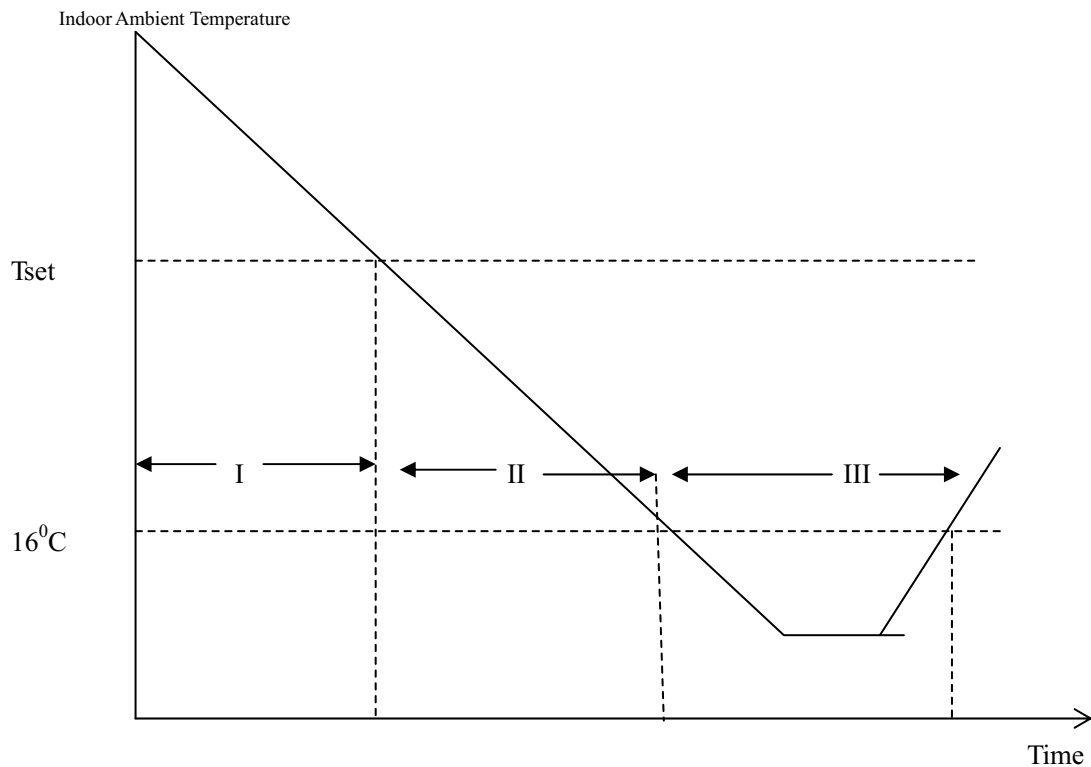 Indoor Ambient Temperature
Tset
I
II
III
16⁰C
Time